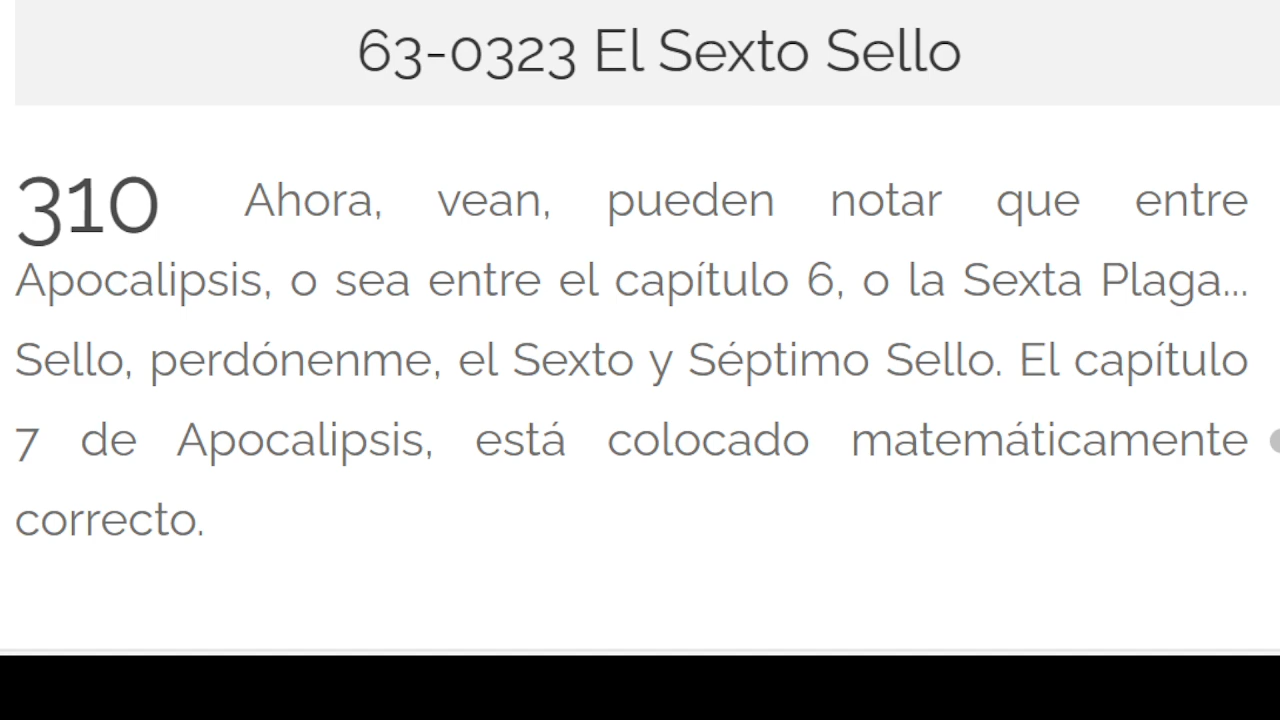 63-0323 El Sexto Sello
310 Ahora, vean, pueden notar que entre
Apocalipsis, o sea entre el capítulo 6, o la Sexta Plaga...
Sello, perdónenme, el Sexto y Séptimo Sello. El capítulo
7 de Apocalipsis, está colocado matemáticamente
correcto.